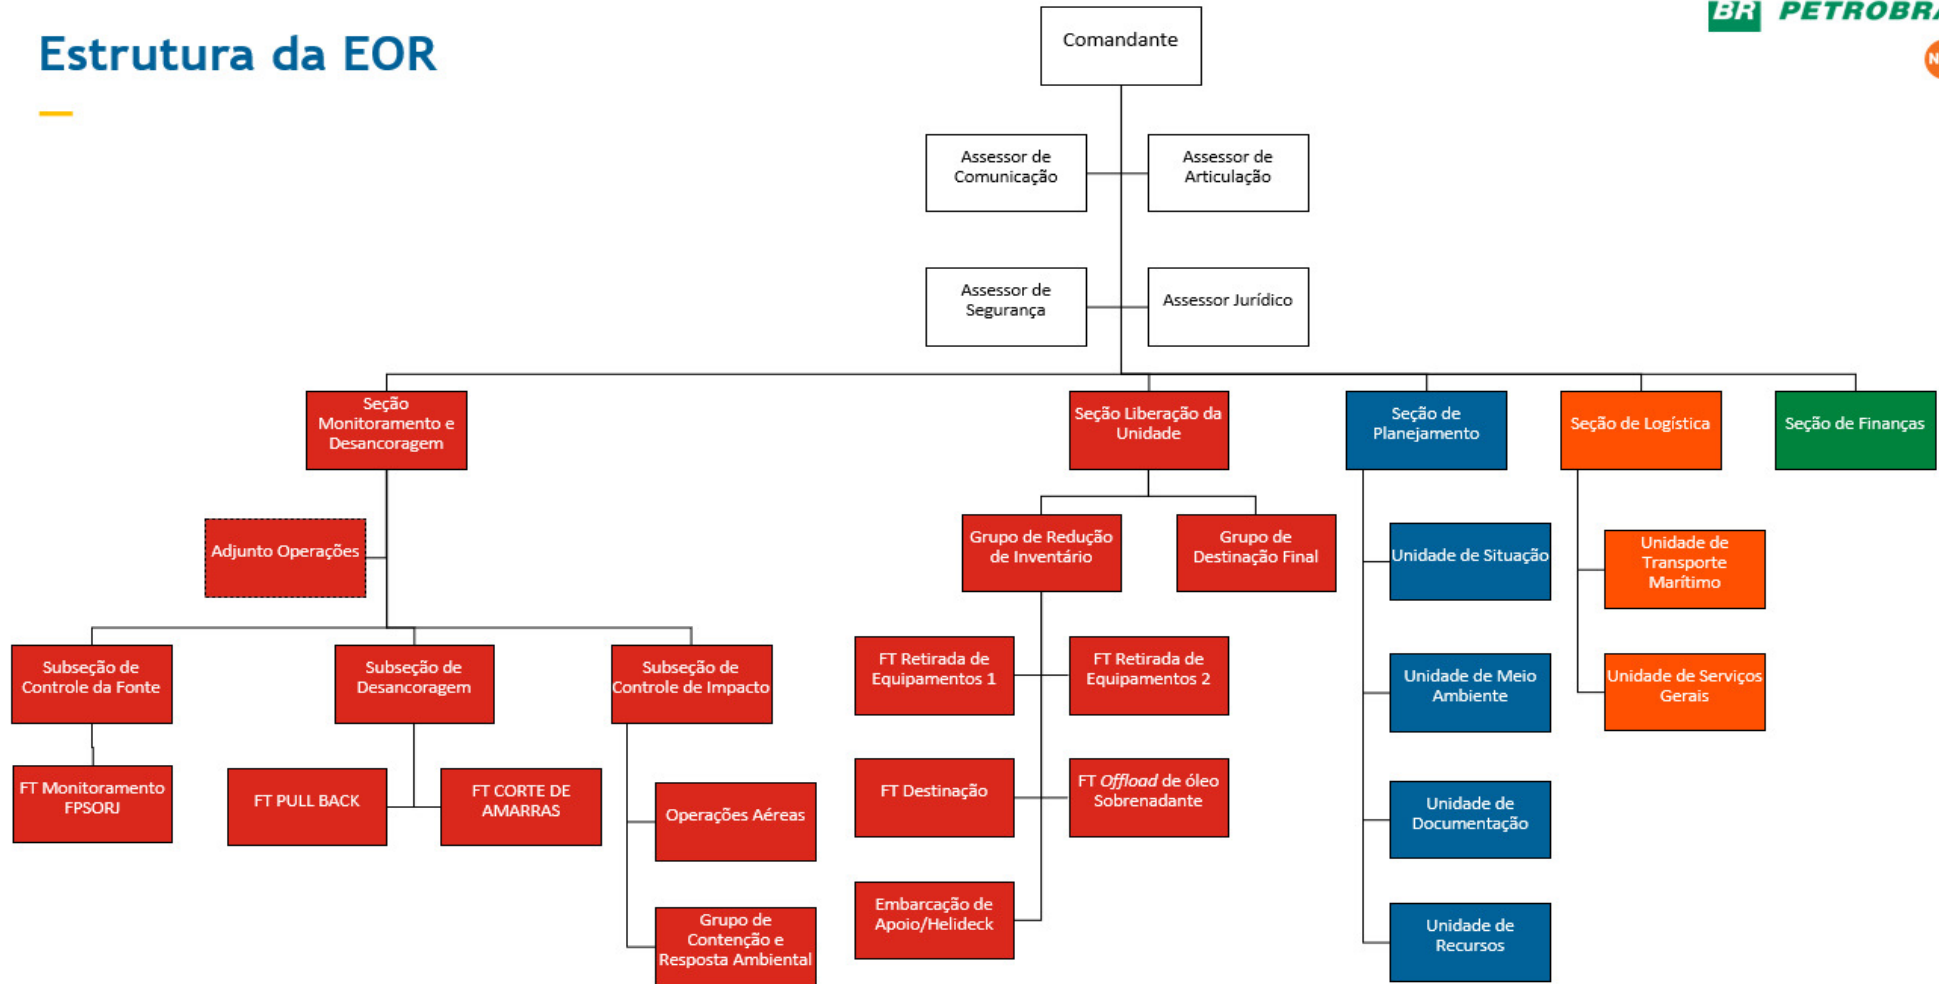 Estrutura da EOR
BR PETROBRA
N
Comandante
Assessor de
Comunicação
Assessor de
Articulação
Assessor de
Segurança
Assessor Jurídico
Seção
Monitoramento e
Desancoragem
Seção Liberação da
Unidade
Seção de
Planejamento
Seção de Logística
Seção de Finanças
Adjunto Operações
Grupo de Redução
de Inventário
Grupo de
Destinação Final
Unidade de Situação
Unidade de
Transporte
Marítimo
Subseção de
Controle da Fonte
Subseção de
Desancoragem
Subseção de
Controle de Impacto
FT Retirada de
Equipamentos 1
FT Retirada de
Equipamentos 2
Unidade de Meio
Ambiente
Unidade de Serviços
Gerais
FT Monitoramento
FPSORJ
FT PULL BACK
FT CORTE DE
AMARRAS
Operações Aéreas
FT Destinação
FT Offload de óleo
Sobrenadante
Unidade de
Documentação
Grupo de
Contenção e
Resposta Ambiental
Embarcação de
Apoio/Helideck
Unidade de
Recursos